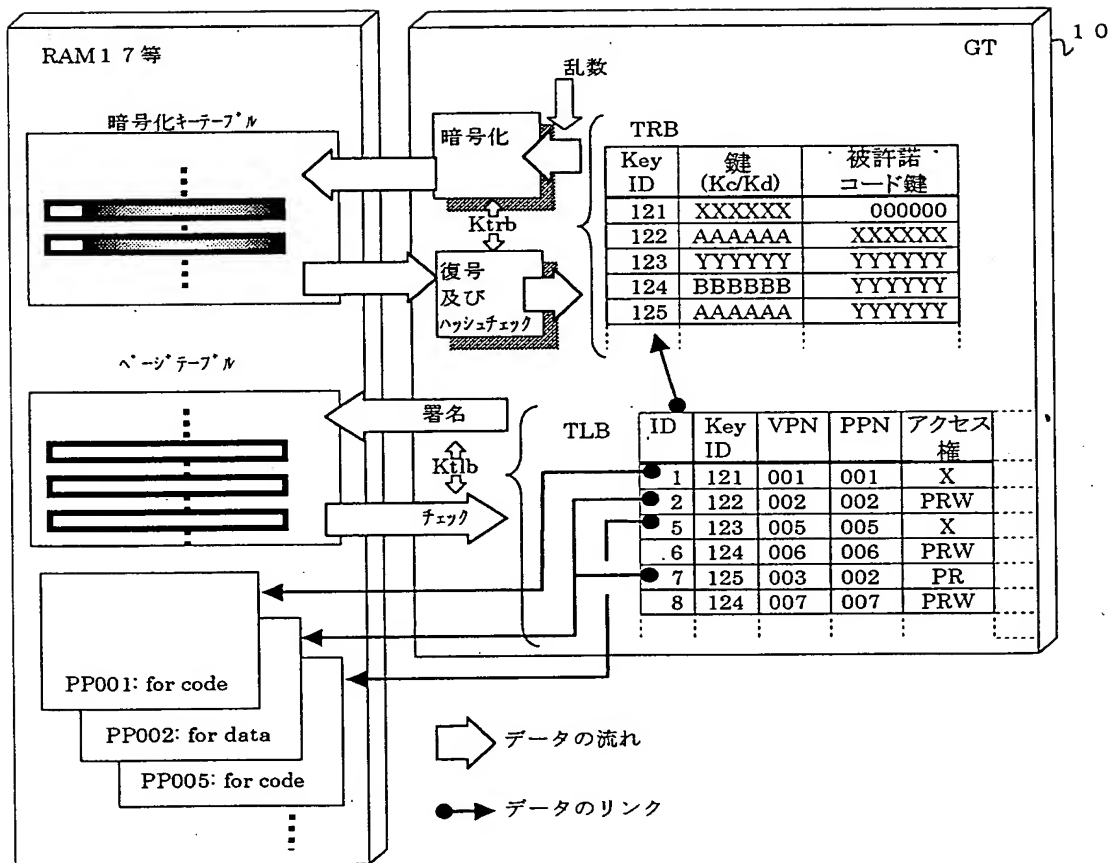 RAM17等
GT
10
乱数
暗号化キーテーブル
暗号化
Ktrb
復号
及び
ハッシュチェック
TRB
Key ID 鍵 (Kc/Kd) 被許諾コード鍵
121 XXXXXX 000000
122 AAAAAA XXXXXX
123 YYYYYY YYYYYY
124 BBBBBB YYYYYY
125 AAAAAA YYYYYY
ページテーブル
署名
Ktlb
チェック
TLB
ID Key ID VPN PPN アクセス権
1 121 001 001 X
2 122 002 002 PRW
5 123 005 005 X
6 124 006 006 PRW
7 125 003 002 PR
8 124 007 007 PRW
PP001: for code
PP002: for data
PP005: for code
データの流れ
データのリンク